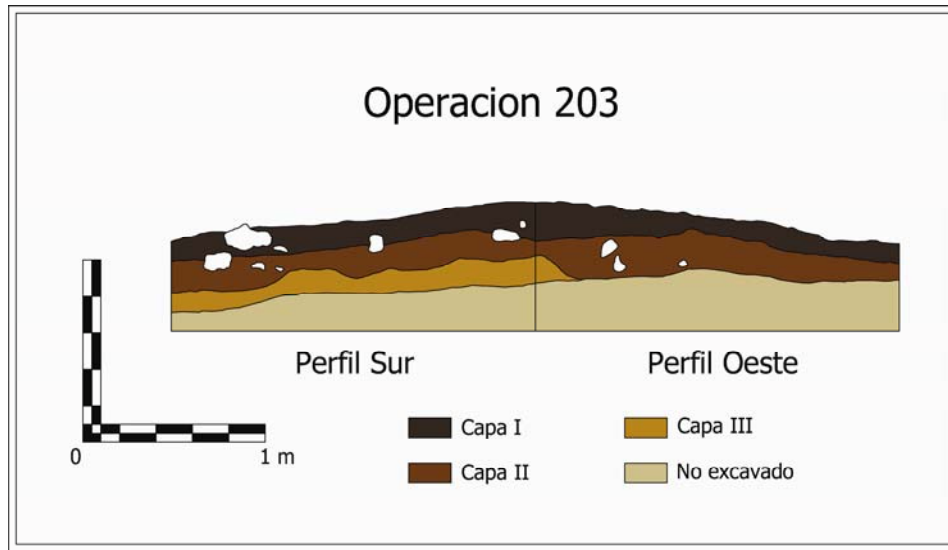 Operacion 203
Perfil Sur
Perfil Oeste
0
1 m
Capa I
Capa III
Capa II
No excavado